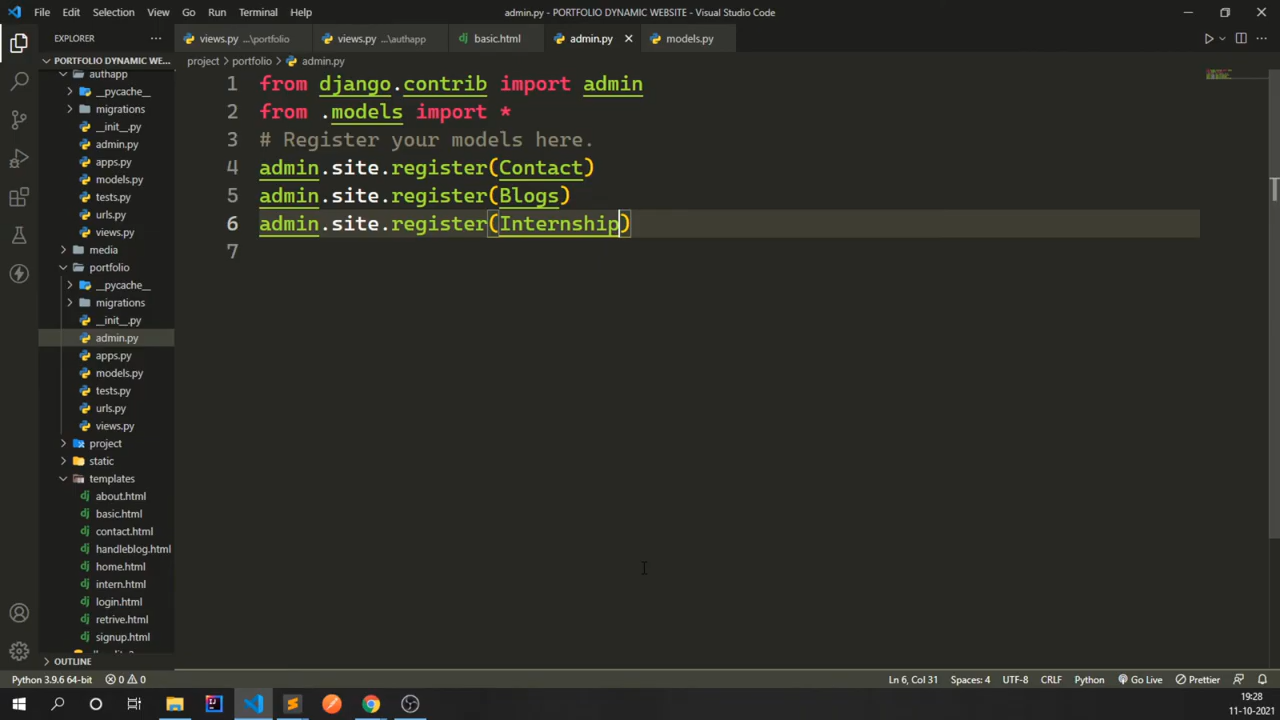 File Edit Selection View Go Run Terminal Help
admin.py - PORTFOLIO DYNAMIC WEBSITE - Visual Studio Code
EXPLORER
views.py ...\portfolio
views.py ...\authapp
basic.html
admin.py
models.py
PORTFOLIO DYNAMIC WE...
project > portfolio > admin.py
authapp
__pycache__
migrations
__init__.py
admin.py
apps.py
models.py
tests.py
urls.py
views.py
media
portfolio
__pycache__
migrations
__init__.py
admin.py
apps.py
models.py
tests.py
urls.py
views.py
project
static
templates
about.html
basic.html
contact.html
handleblog.html
home.html
intern.html
login.html
retrive.html
signup.html
OUTLINE
1 from django.contrib import admin
2 from .models import *
3 # Register your models here.
4 admin.site.register(Contact)
5 admin.site.register(Blogs)
6 admin.site.register(Internship)
7
Python 3.9.6 64-bit 0 0 Ln 6, Col 31 Spaces: 4 UTF-8 CRLF Python Go Live Prettier
19:28
11-10-2021